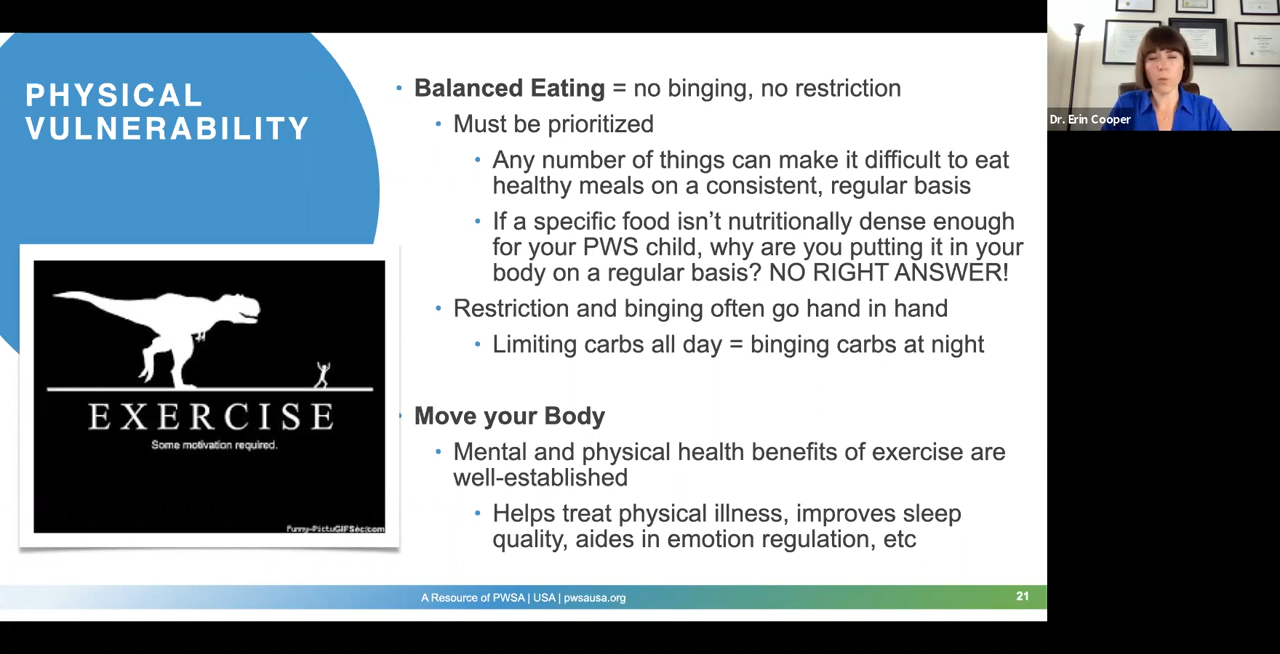 PHYSICAL
VULNERABILITY
• Balanced Eating = no binging, no restriction
• Must be prioritized
• Any number of things can make it difficult to eat
healthy meals on a consistent, regular basis
• If a specific food isn’t nutritionally dense enough
for your PWS child, why are you putting it in your
body on a regular basis? NO RIGHT ANSWER!
• Restriction and binging often go hand in hand
• Limiting carbs all day = binging carbs at night
• Move your Body
• Mental and physical health benefits of exercise are
well-established
• Helps treat physical illness, improves sleep
quality, aides in emotion regulation, etc
EXERCISE
Some motivation required.
Funny-PictuGIFSec.com
A Resource of PWSA | USA | pwsausa.org
21
Dr. Erin Cooper